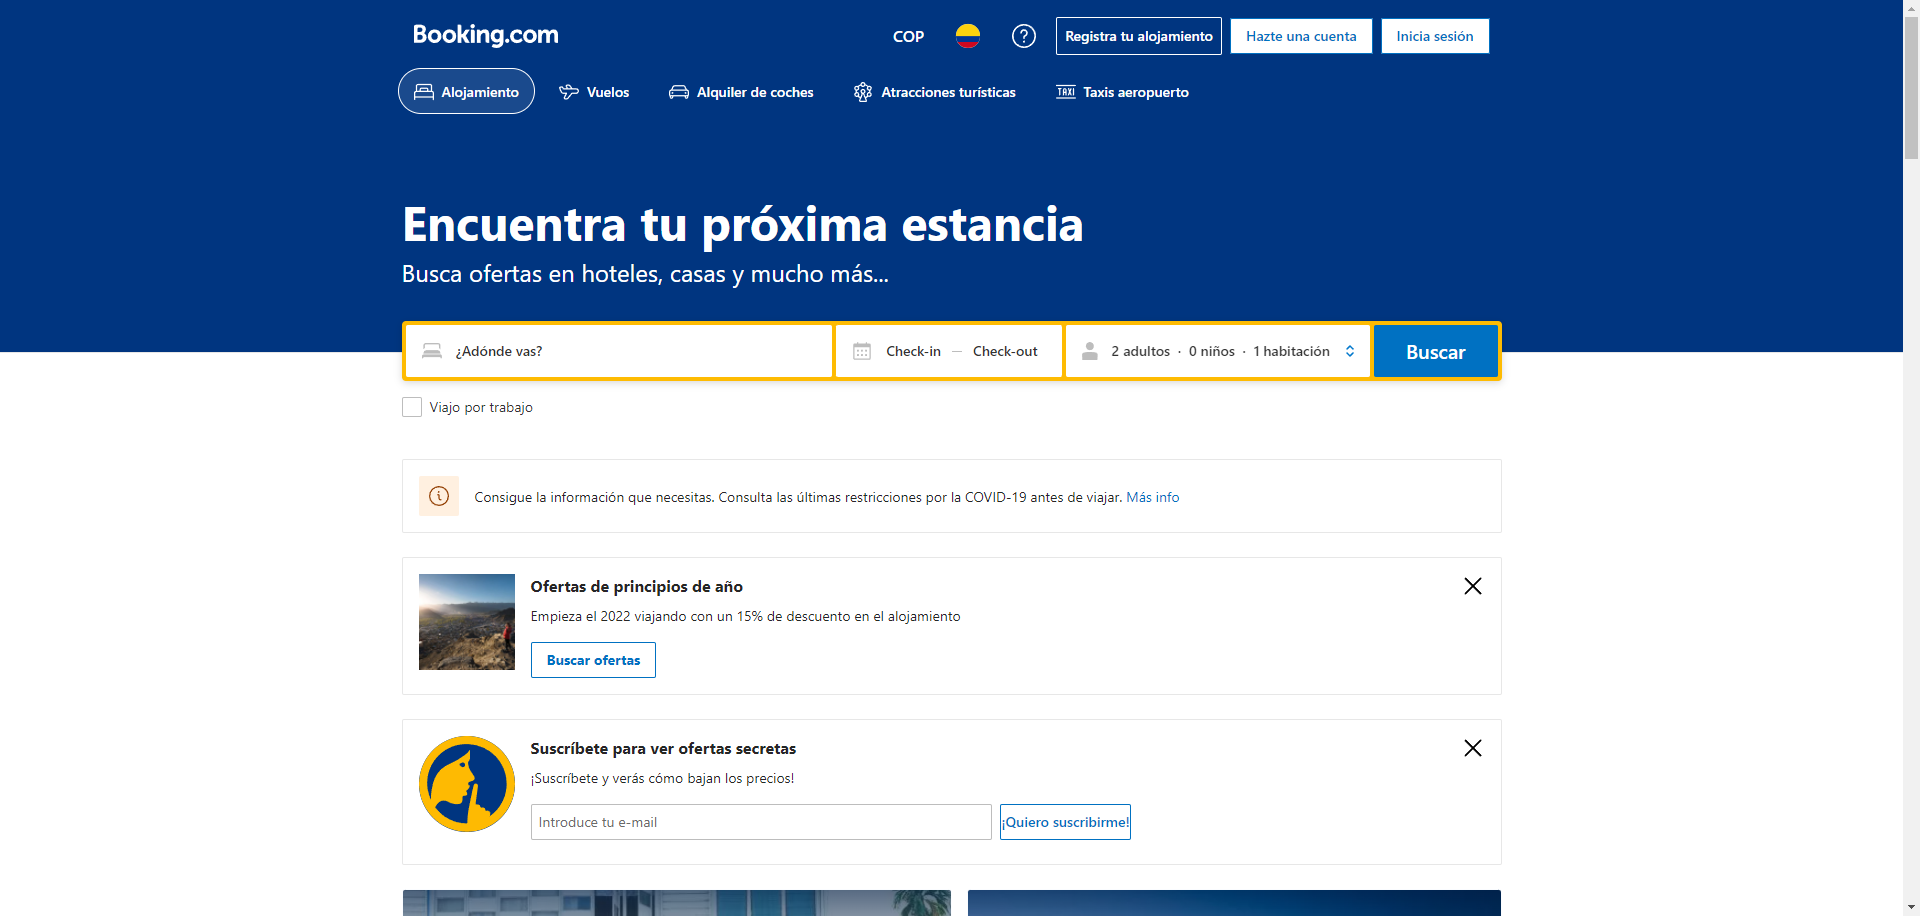 Booking.com
COP
Registra tu alojamiento
Hazte una cuenta
Inicia sesión
Alojamiento
Vuelos
Alquiler de coches
Atracciones turísticas
TAXI
Taxis aeropuerto
Encuentra tu próxima estancia
Busca ofertas en hoteles, casas y mucho más...
¿Adónde vas?
Check-in — Check-out
2 adultos · 0 niños · 1 habitación
Buscar
Viajo por trabajo
Consigue la información que necesitas. Consulta las últimas restricciones por la COVID-19 antes de viajar. Más info
Ofertas de principios de año
Empieza el 2022 viajando con un 15% de descuento en el alojamiento
Buscar ofertas
Suscríbete para ver ofertas secretas
¡Suscríbete y verás cómo bajan los precios!
Introduce tu e-mail
¡Quiero suscribirme!